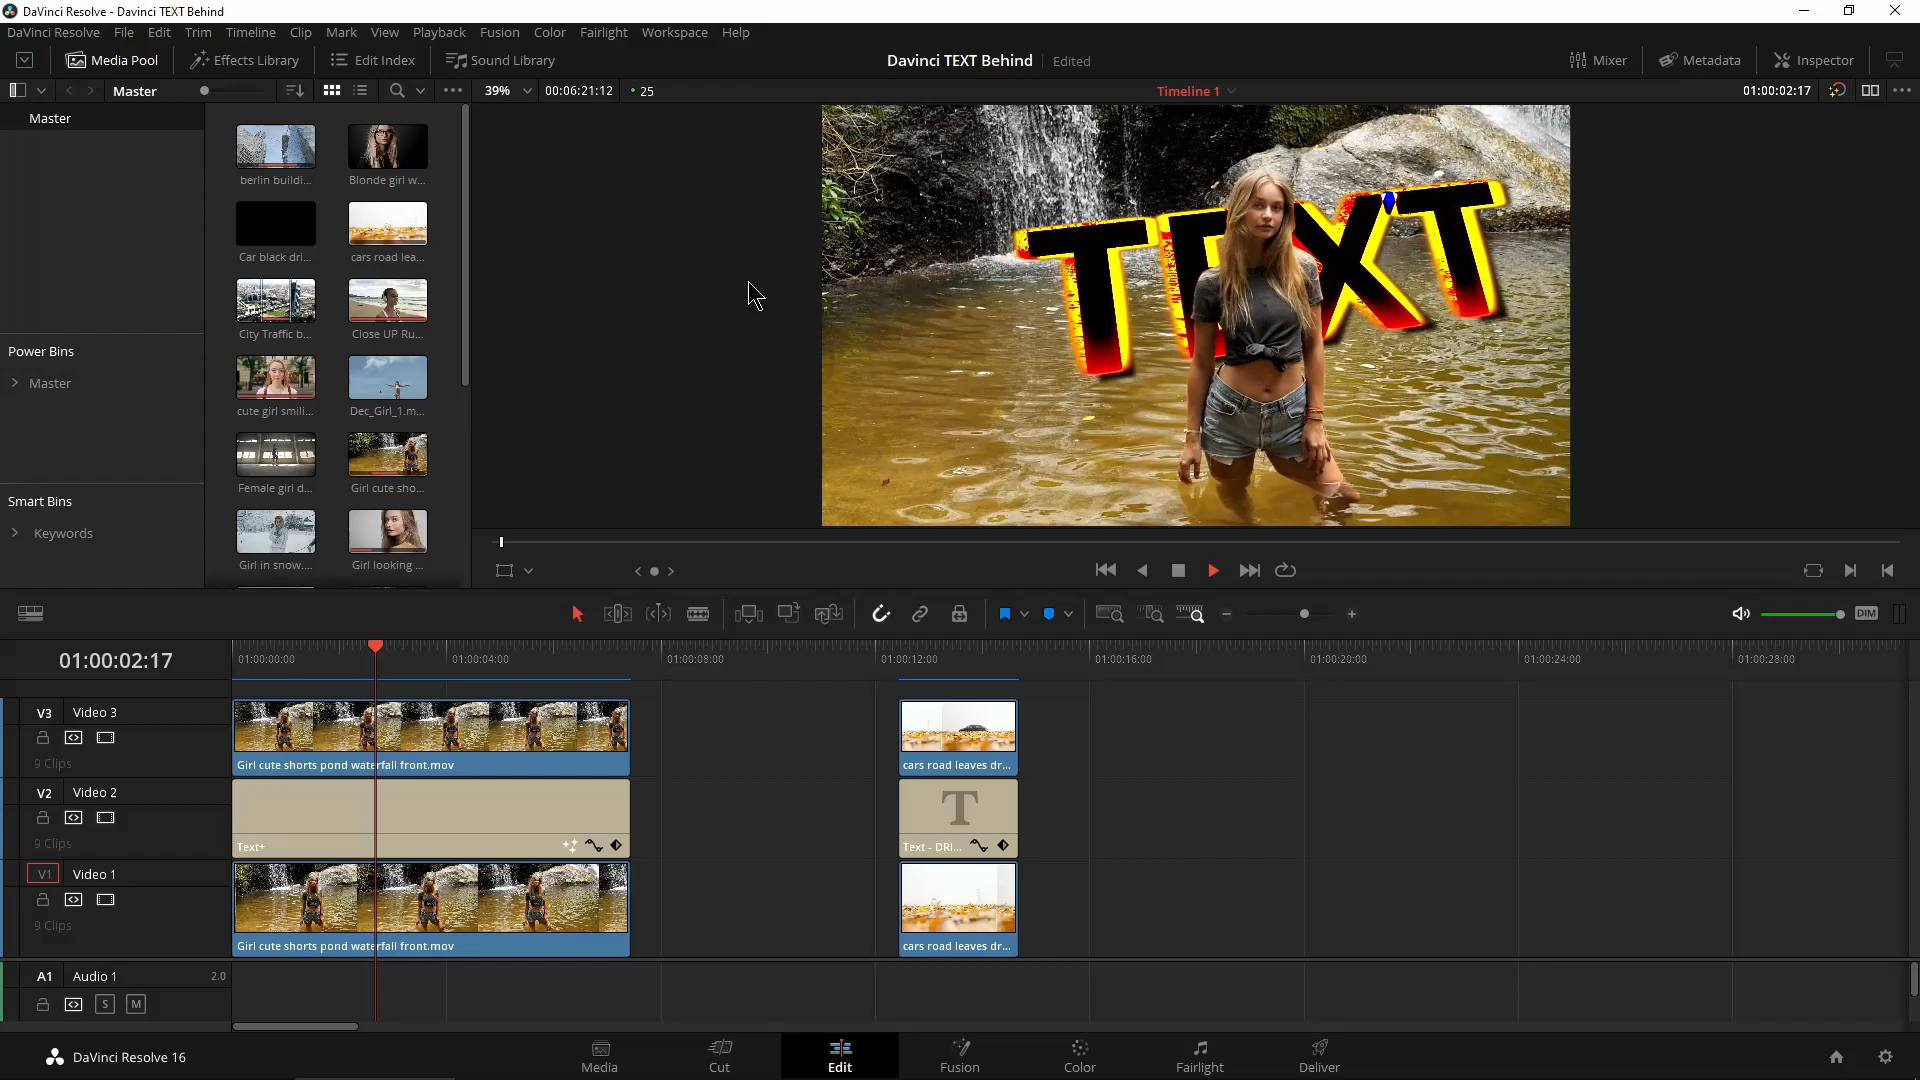 DaVinci Resolve - Davinci TEXT Behind
DaVinci Resolve File Edit Trim Timeline Clip Mark View Playback Fusion Color Fairlight Workspace Help
Media Pool Effects Library Edit Index Sound Library Davinci TEXT Behind Edited Mixer Metadata Inspector
Master 39% 00:06:21:12 25 Timeline 1 01:00:02:17
Master
berlin buildi... Blonde girl w...
Car black dri... cars road lea...
City Traffic b... Close UP Ru...
cute girl smili... Dec_Girl_1.m...
Female girl d... Girl cute sho...
Girl in snow.... Girl looking ...
Power Bins
Master
Smart Bins
Keywords
TEXT
DIM
01:00:02:17 01:00:00:00 01:00:04:00 01:00:08:00 01:00:12:00 01:00:16:00 01:00:20:00 01:00:24:00 01:00:28:00
V3 Video 3
9 Clips
Girl cute shorts pond waterfall front.mov cars road leaves dr...
V2 Video 2
9 Clips
T
Text+ Text - DRI...
V1 Video 1
9 Clips
Girl cute shorts pond waterfall front.mov cars road leaves dr...
A1 Audio 1 2.0
S M
DaVinci Resolve 16 Media Cut Edit Fusion Color Fairlight Deliver